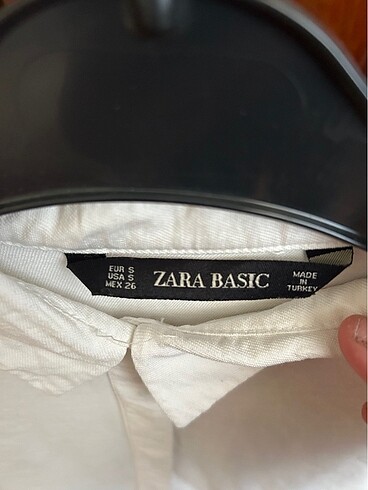 EUR S
USA S
MEX 26
ZARA BASIC
MADE
IN
TURKEY